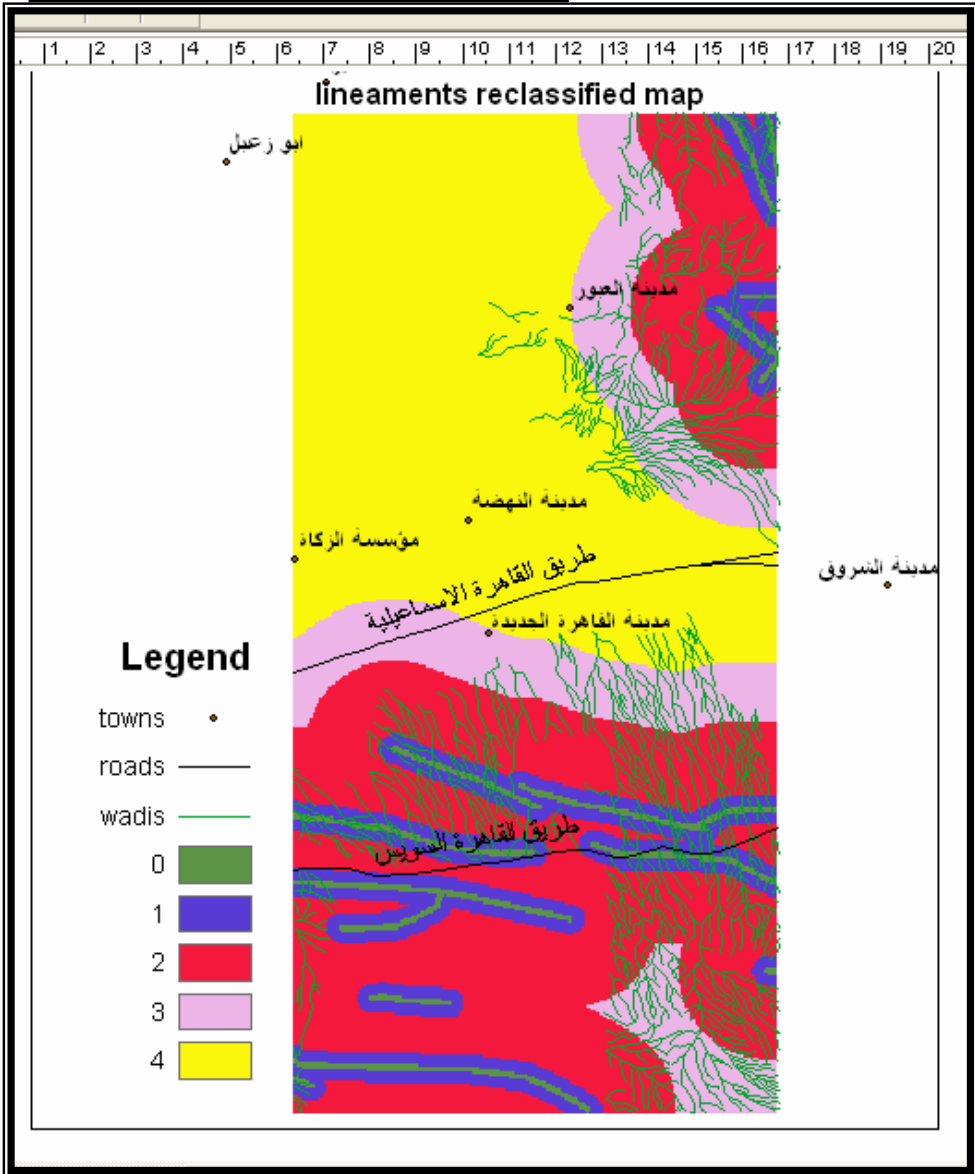 1 2 3 4 5 6 7 8 9 10 11 12 13 14 15 16 17 18 19 20
lineaments reclassified map
ابو زعبل
مدينة العبور
مدينة النهضة
مؤسسة الزكاة
طريق القاهرة الاسماعيلية
مدينة الشروق
مدينة القاهرة الجديدة
Legend
towns
roads
wadis
طريق القاهرة السويس
0
1
2
3
4